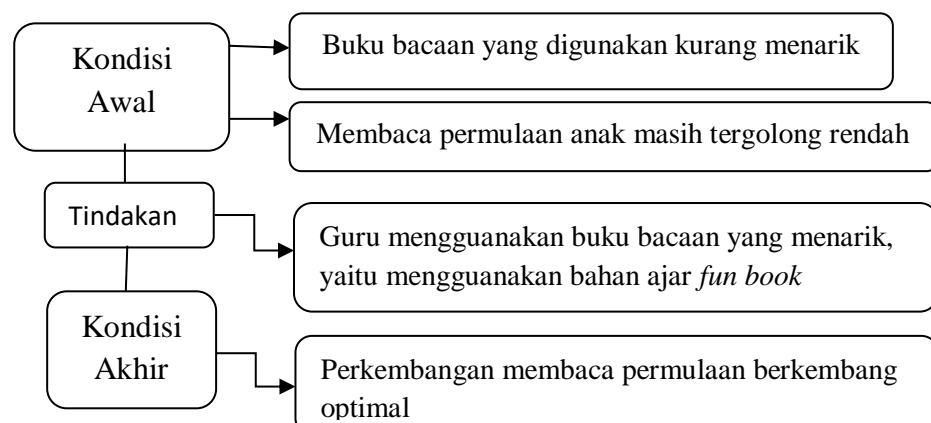 Kondisi
Awal
Buku bacaan yang digunakan kurang menarik
Membaca permulaan anak masih tergolong rendah
Tindakan
Guru mengguanakan buku bacaan yang menarik,
yaitu mengguanakan bahan ajar fun book
Kondisi
Akhir
Perkembangan membaca permulaan berkembang
optimal